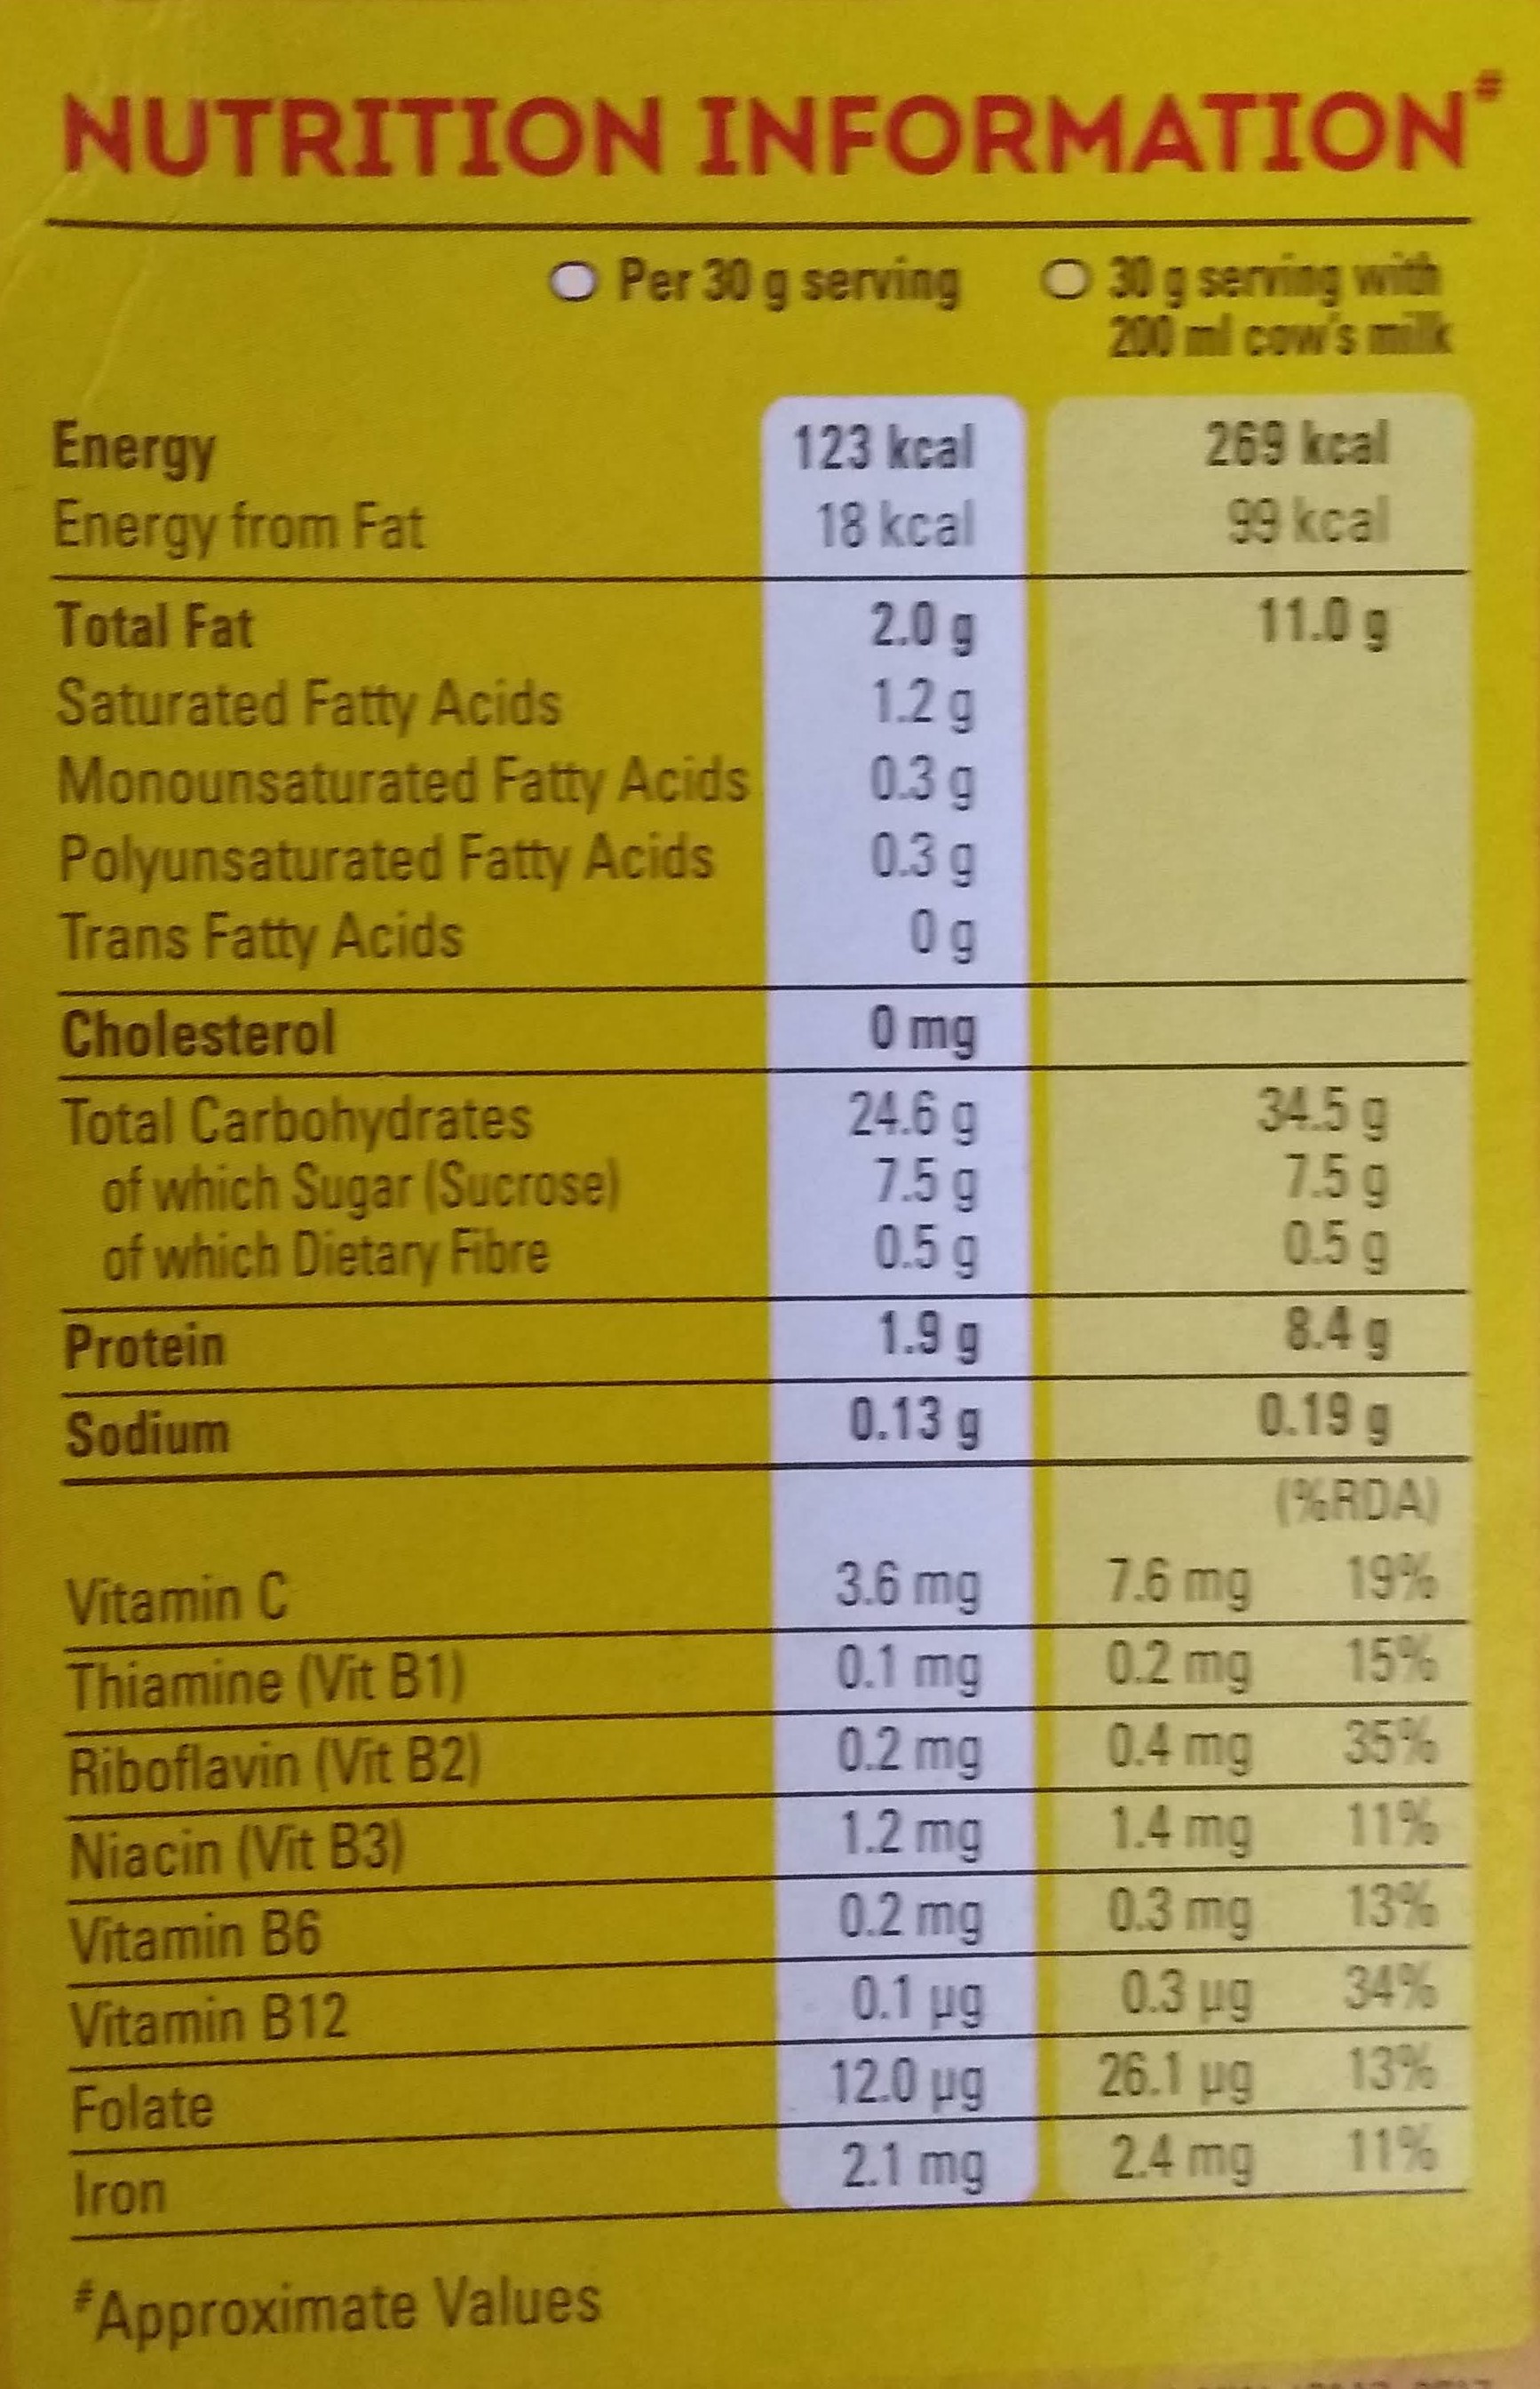 NUTRITION INFORMATION#
Per 30 g serving 30 g serving with
200 ml cow's milk
Energy 123 kcal 269 kcal
Energy from Fat 18 kcal 99 kcal
Total Fat 2.0 g 11.0 g
Saturated Fatty Acids 1.2 g
Monounsaturated Fatty Acids 0.3 g
Polyunsaturated Fatty Acids 0.3 g
Trans Fatty Acids 0 g
Cholesterol 0 mg
Total Carbohydrates 24.6 g 34.5 g
of which Sugar (Sucrose) 7.5 g 7.5 g
of which Dietary Fibre 0.5 g 0.5 g
Protein 1.9 g 8.4 g
Sodium 0.13 g 0.19 g
(%RDA)
Vitamin C 3.6 mg 7.6 mg 19%
Thiamine (Vit B1) 0.1 mg 0.2 mg 15%
Riboflavin (Vit B2) 0.2 mg 0.4 mg 35%
Niacin (Vit B3) 1.2 mg 1.4 mg 11%
Vitamin B6 0.2 mg 0.3 mg 13%
Vitamin B12 0.1 µg 0.3 µg 34%
Folate 12.0 µg 26.1 µg 13%
Iron 2.1 mg 2.4 mg 11%
#Approximate Values